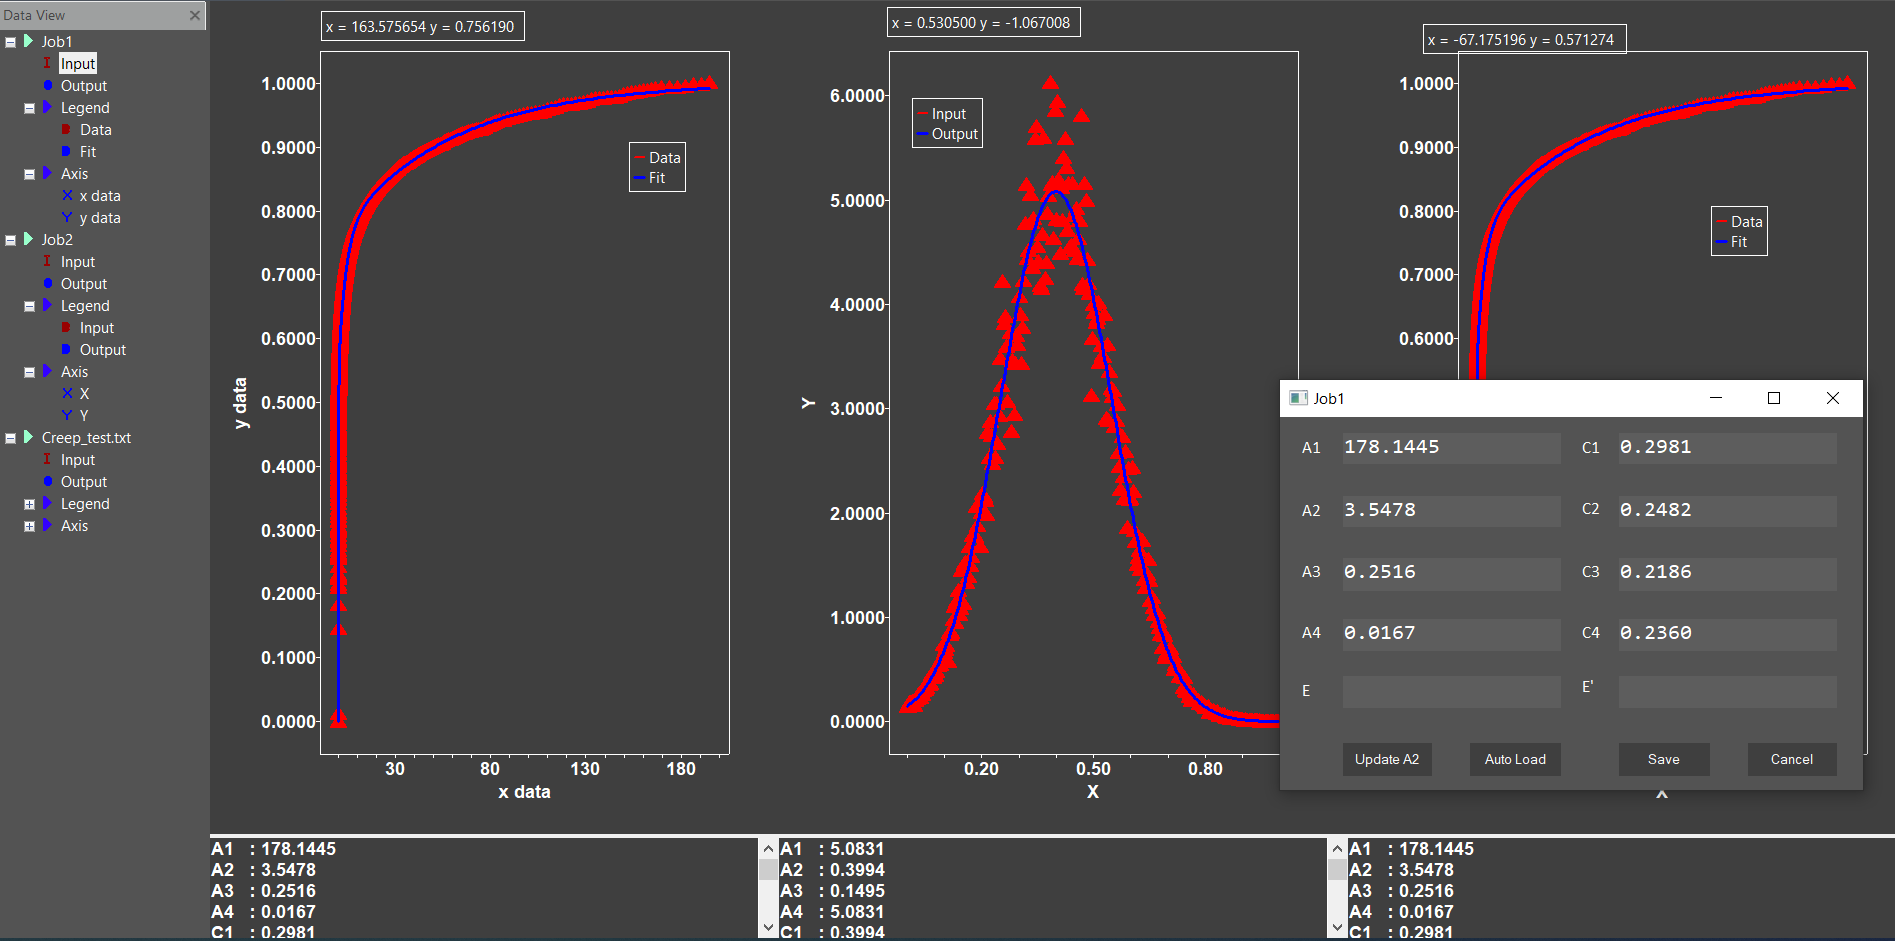 Data View
Job1
Input
Output
Legend
Data
Fit
Axis
x data
y data
Job2
Input
Output
Legend
Input
Output
Axis
X
Y
Creep_test.txt
Input
Output
Legend
Axis
x = 163.575654 y = 0.756190
1.0000
0.9000
0.8000
0.7000
0.6000
0.5000
0.4000
0.3000
0.2000
0.1000
0.0000
y data
Data
Fit
30
80
130
180
x data
x = 0.530500 y = -1.067008
6.0000
5.0000
4.0000
3.0000
2.0000
1.0000
0.0000
Y
Input
Output
0.20
0.50
0.80
X
x = -67.175196 y = 0.571274
1.0000
0.9000
0.8000
0.7000
0.6000
Data
Fit
X
Job1
A1 178.1445 C1 0.2981
A2 3.5478 C2 0.2482
A3 0.2516 C3 0.2186
A4 0.0167 C4 0.2360
E E'
Update A2 Auto Load Save Cancel
A1 : 178.1445
A2 : 3.5478
A3 : 0.2516
A4 : 0.0167
C1 : 0.2981
A1 : 5.0831
A2 : 0.3994
A3 : 0.1495
A4 : 5.0831
C1 : 0.3994
A1 : 178.1445
A2 : 3.5478
A3 : 0.2516
A4 : 0.0167
C1 : 0.2981